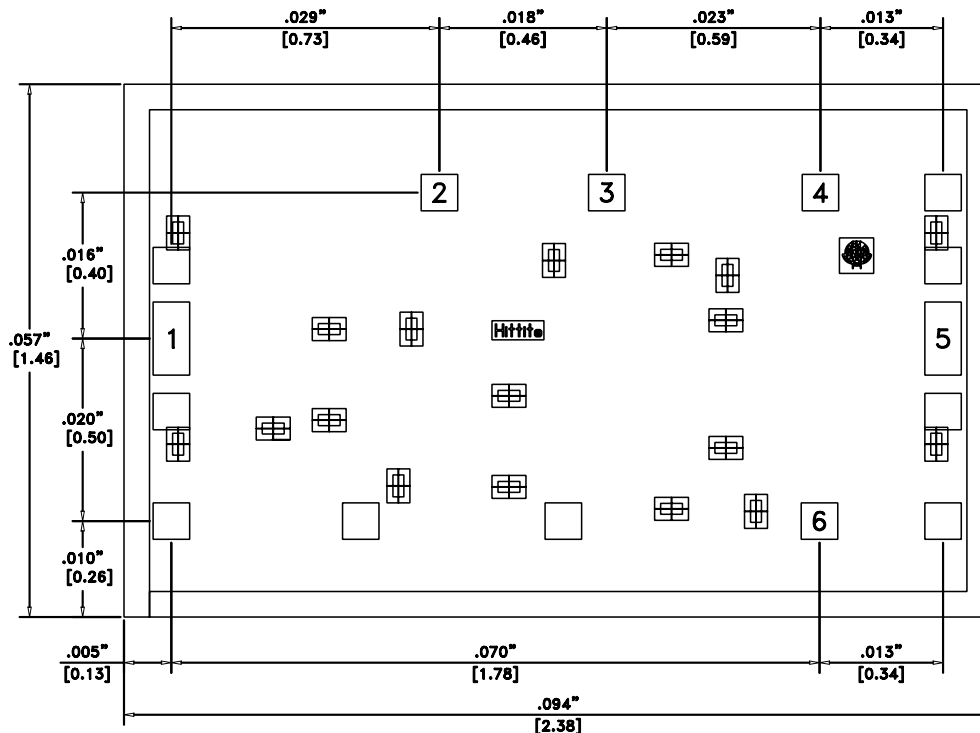 .029” .018” .023” .013”
[0.73] [0.46] [0.59] [0.34]
2 3 4
.016”
[0.40]
.057”
[1.46]
1 Hittite 5
.020”
[0.50]
6
.010”
[0.26]
.005” .070” .013”
[0.13] [1.78] [0.34]
.094”
[2.38]